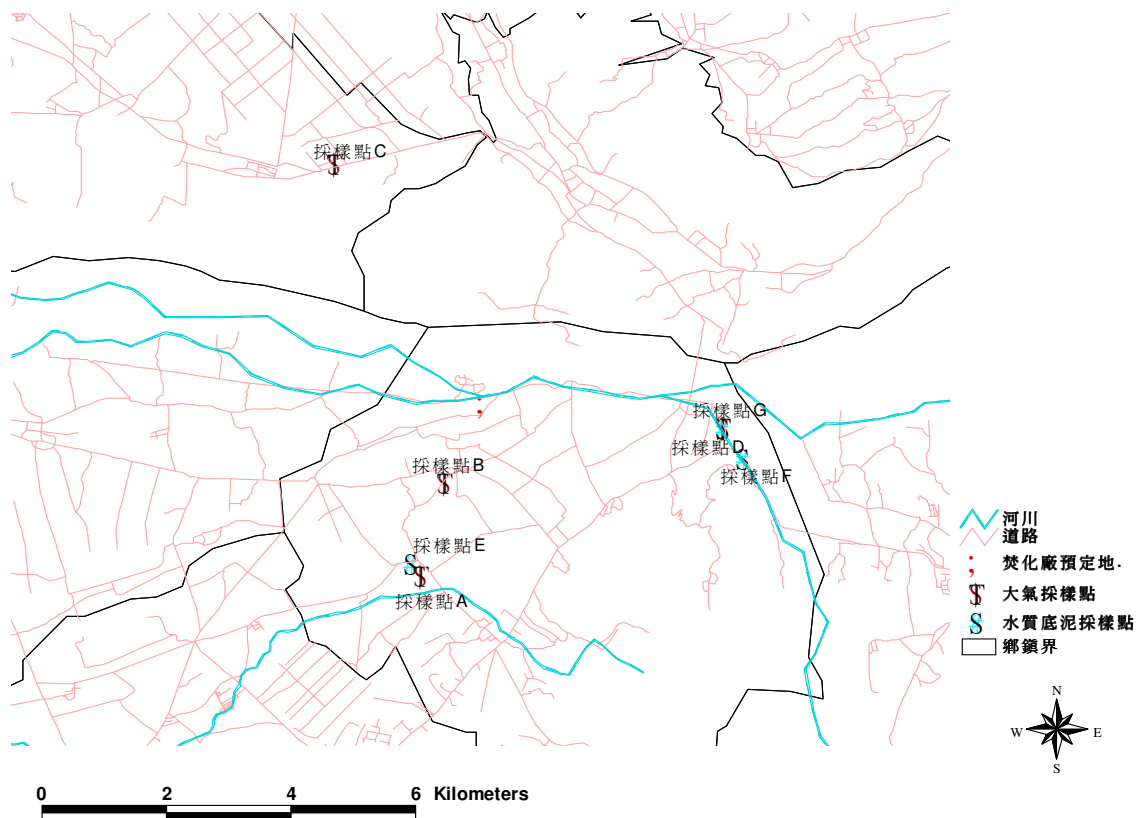 採樣點C
採樣點G
採樣點D
採樣點B
採樣點F
採樣點E
採樣點A
河川
道路
焚化廠預定地.
大氣採樣點
水質底泥採樣點
鄉鎮界
N
W E
S
0 2 4 6 Kilometers